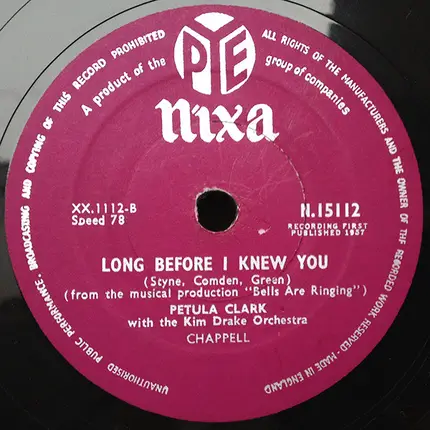 UNAUTHORISED PUBLIC PERFORMANCE, BROADCASTING AND COPYING OF THIS RECORD PROHIBITED
ALL RIGHTS OF THE MANUFACTURERS AND THE OWNER OF THE RECORDED WORK RESERVED - MADE IN ENGLAND
A product of the
PYE
group of companies
nixa
XX.1112-B
Speed 78
N.15112
RECORDING FIRST
PUBLISHED 1957
LONG BEFORE I KNEW YOU
(Styne, Comden, Green)
(from the musical production "Bells Are Ringing")
PETULA CLARK
with the Kim Drake Orchestra
CHAPPELL